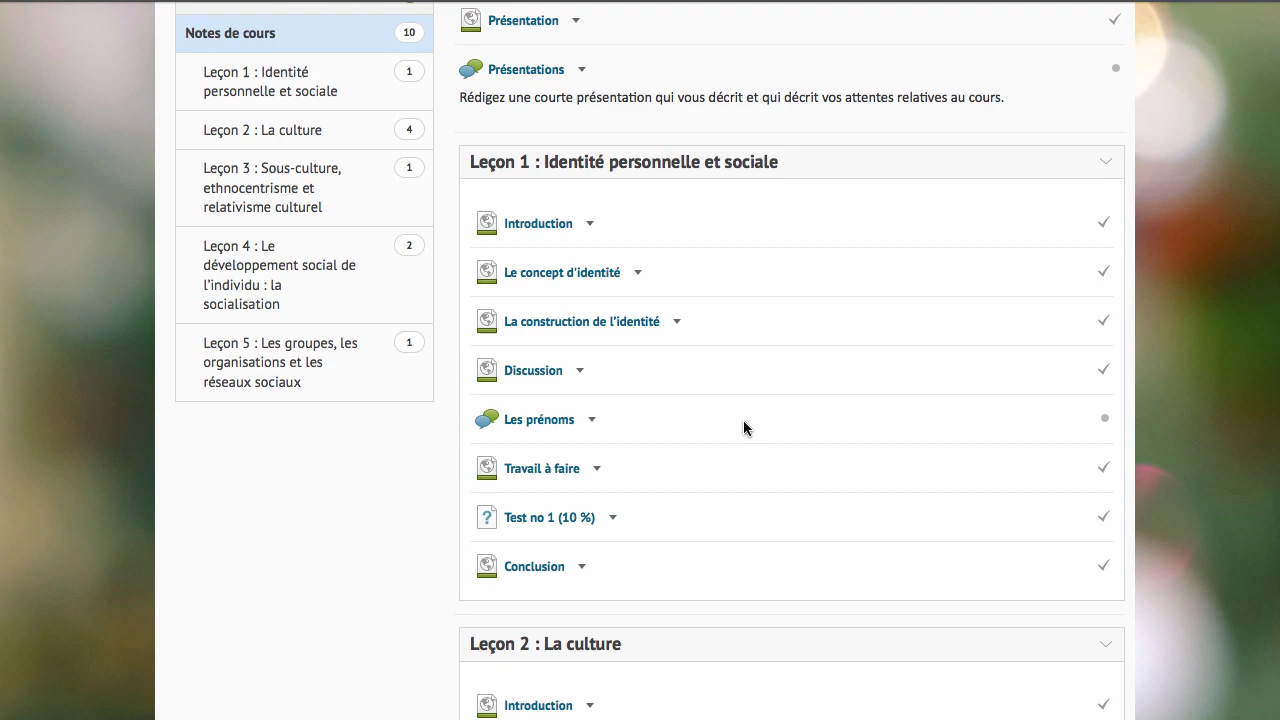 Notes de cours 10
Leçon 1 : Identité
personnelle et sociale 1
Leçon 2 : La culture 4
Leçon 3 : Sous-culture,
ethnocentrisme et
relativisme culturel 1
Leçon 4 : Le
développement social de
l'individu : la
socialisation 2
Leçon 5 : Les groupes, les
organisations et les
réseaux sociaux 1
Présentation
Présentations
Rédigez une courte présentation qui vous décrit et qui décrit vos attentes relatives au cours.
Leçon 1 : Identité personnelle et sociale
Introduction
Le concept d'identité
La construction de l'identité
Discussion
Les prénoms
Travail à faire
? Test no 1 (10 %)
Conclusion
Leçon 2 : La culture
Introduction